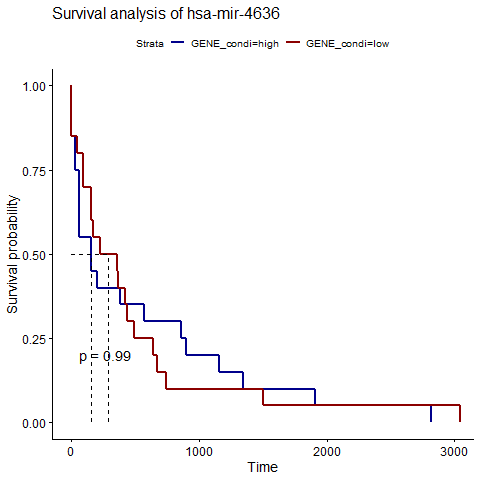 Survival analysis of hsa-mir-4636
Strata GENE_condi=high GENE_condi=low
Survival probability
1.00
0.75
0.50
0.25
0.00
p = 0.99
0 1000 2000 3000
Time